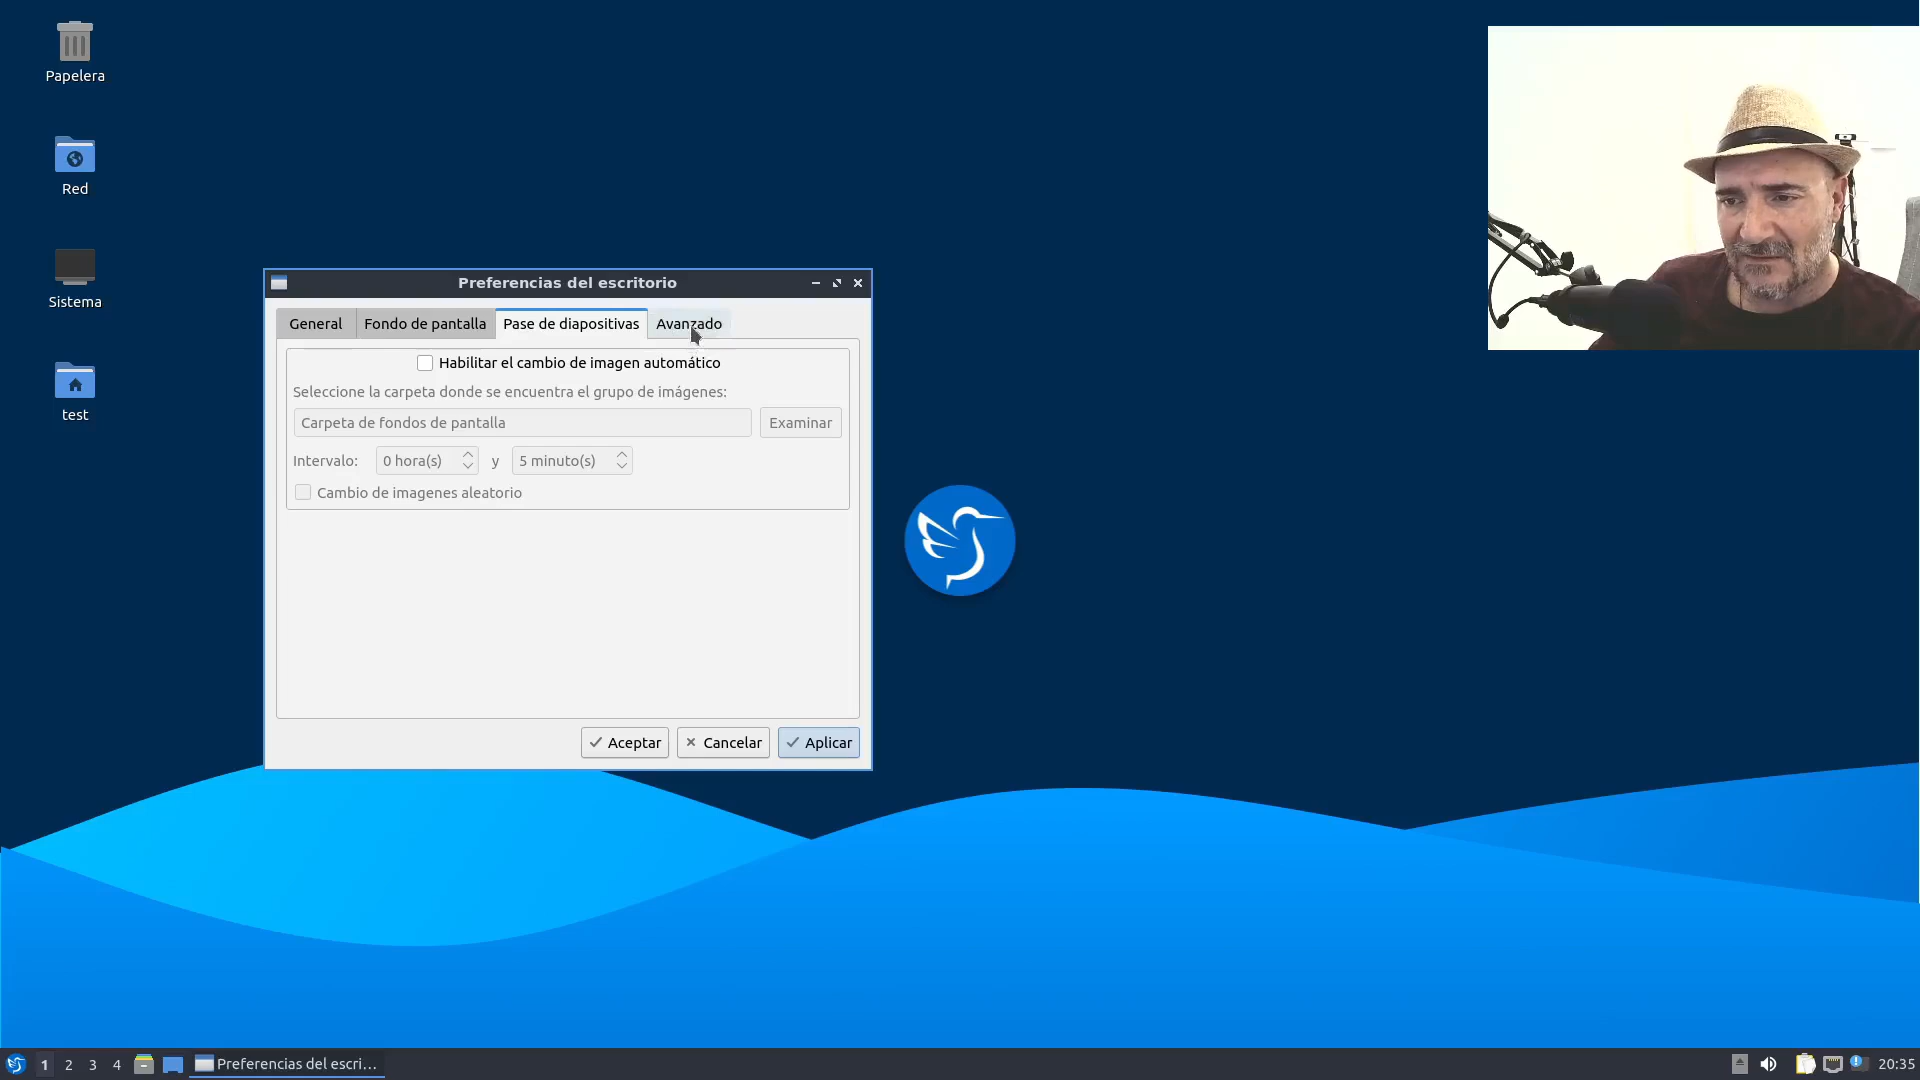 Papelera
Red
Sistema
test
Preferencias del escritorio
General
Fondo de pantalla
Pase de diapositivas
Avanzado
Habilitar el cambio de imagen automático
Seleccione la carpeta donde se encuentra el grupo de imágenes:
Carpeta de fondos de pantalla
Examinar
Intervalo: 0 hora(s) y 5 minuto(s)
Cambio de imagenes aleatorio
Aceptar
Cancelar
Aplicar
1 2 3 4
Preferencias del escri...
20:35